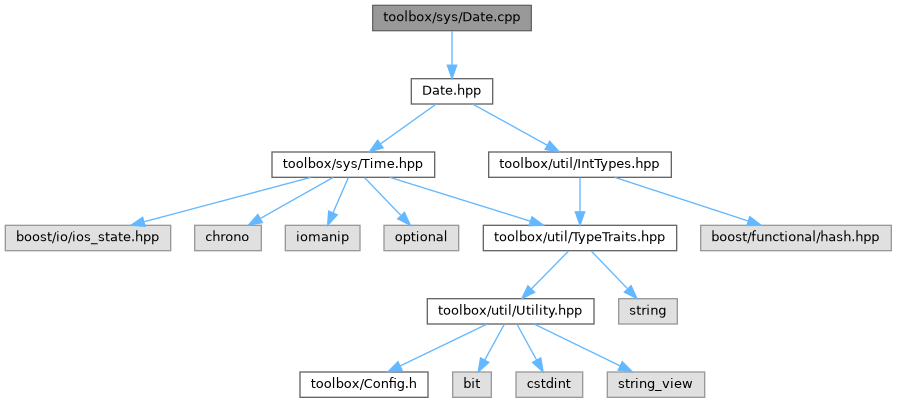 toolbox/sys/Date.cpp
Date.hpp
toolbox/sys/Time.hpp
toolbox/util/IntTypes.hpp
boost/io/ios_state.hpp
chrono
iomanip
optional
toolbox/util/TypeTraits.hpp
boost/functional/hash.hpp
toolbox/util/Utility.hpp
string
toolbox/Config.h
bit
cstdint
string_view